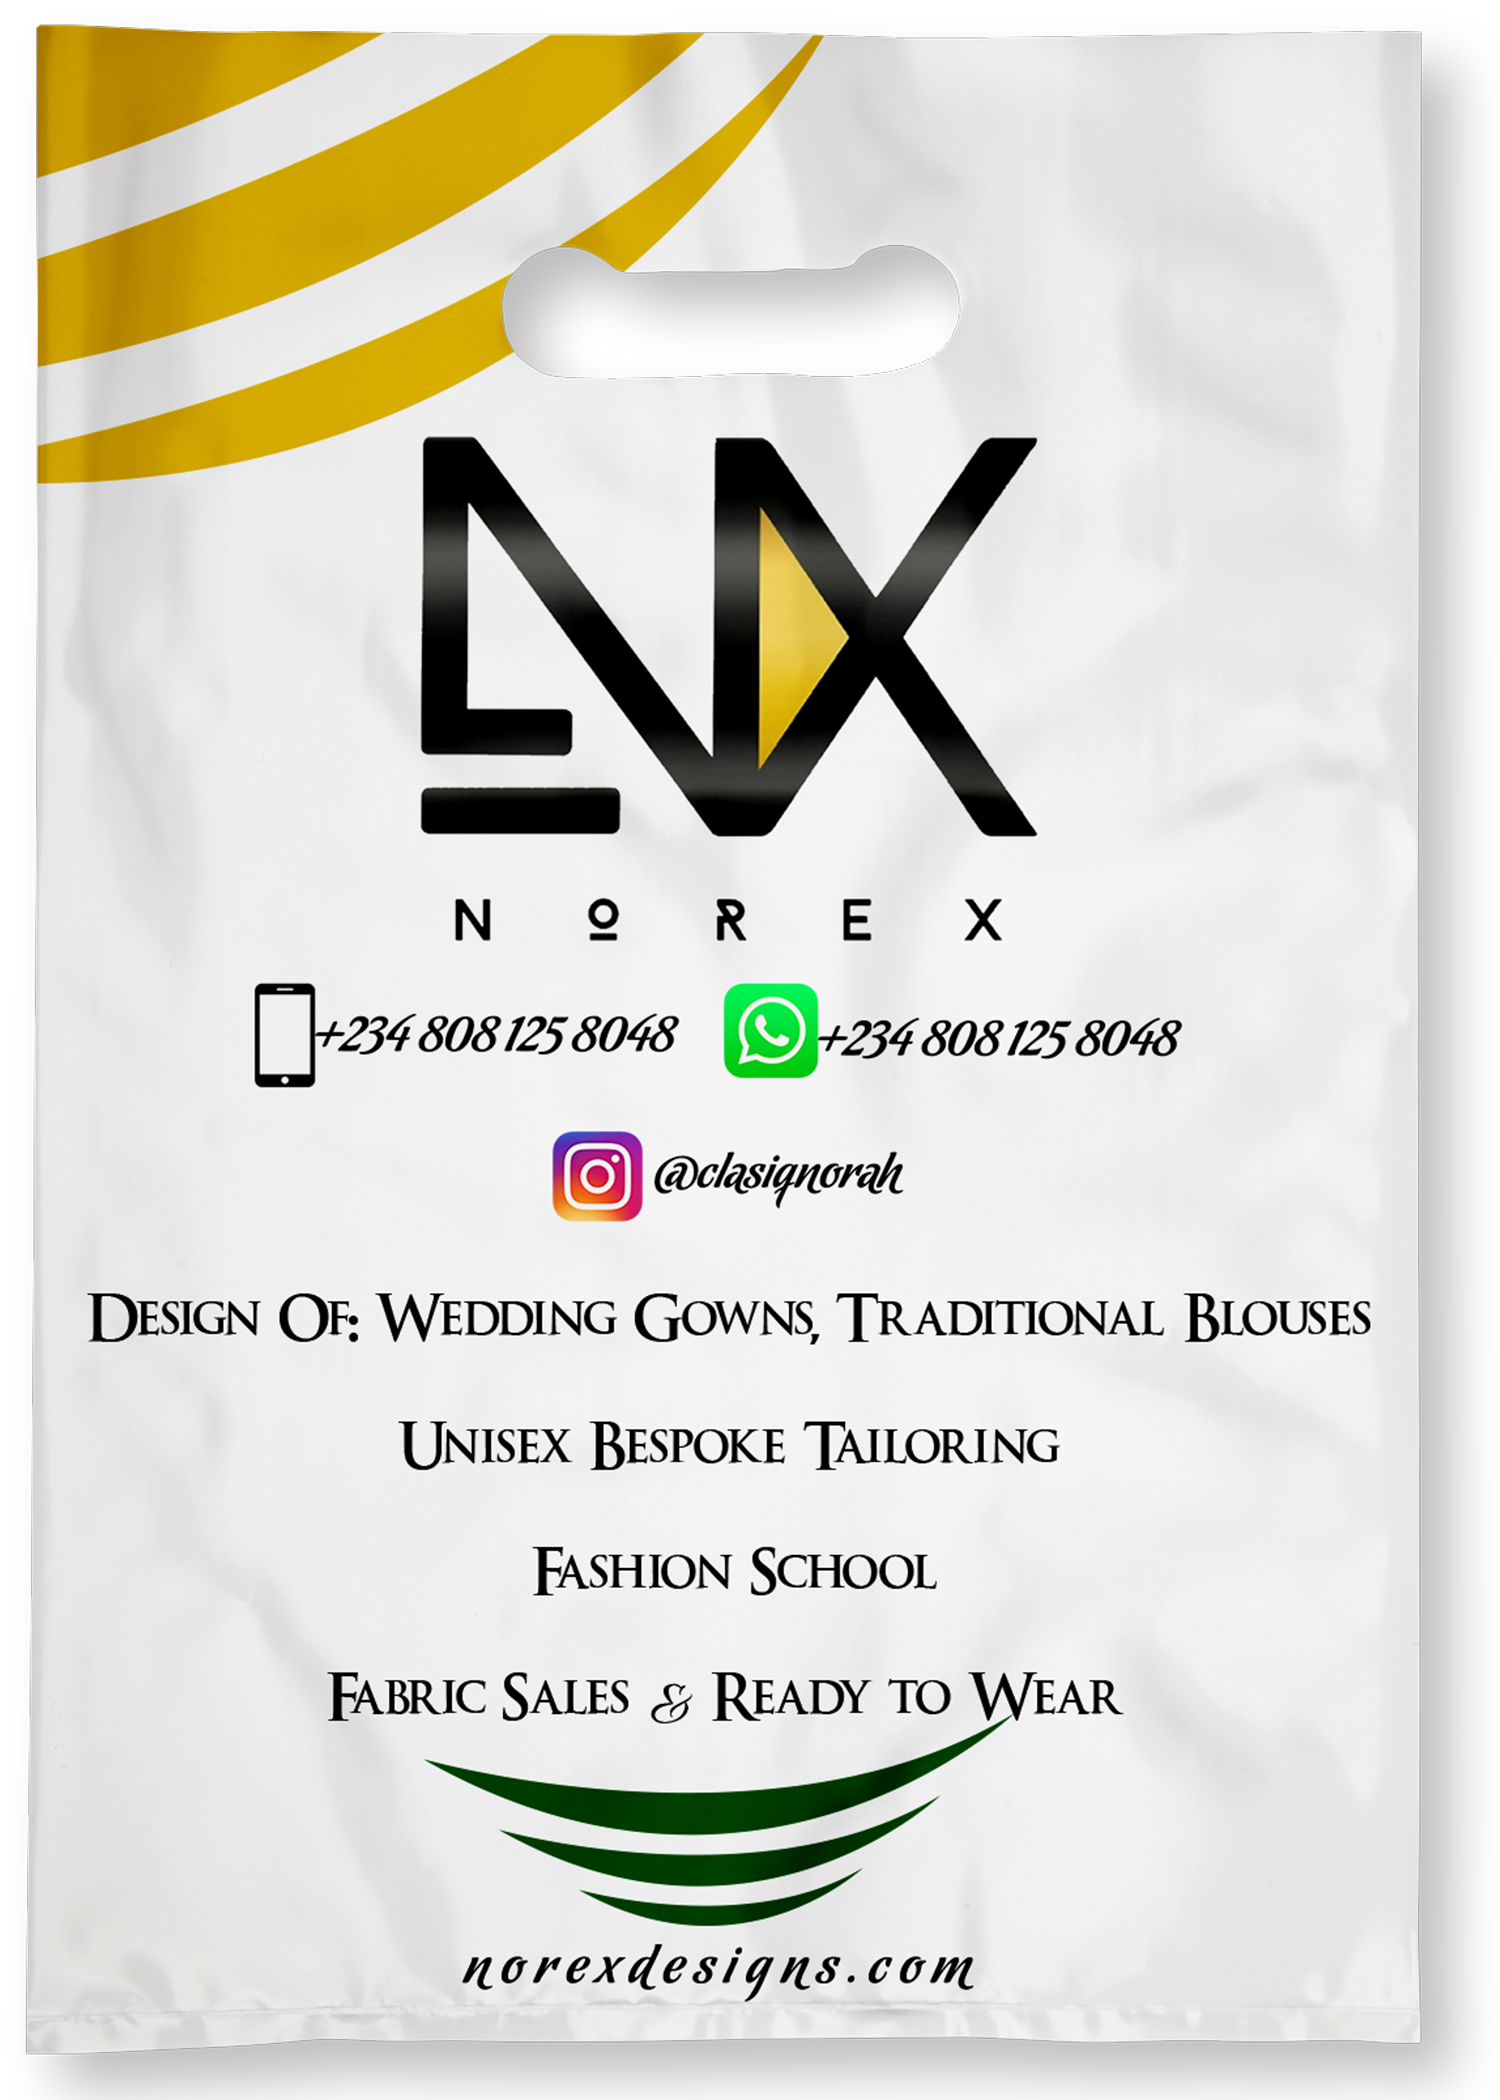 NX
NOREX
+234 808 125 8048 +234 808 125 8048
@clasignorah
Design Of: Wedding Gowns, Traditional Blouses
Unisex Bespoke Tailoring
Fashion School
Fabric Sales & Ready to Wear
norexdesigns.com